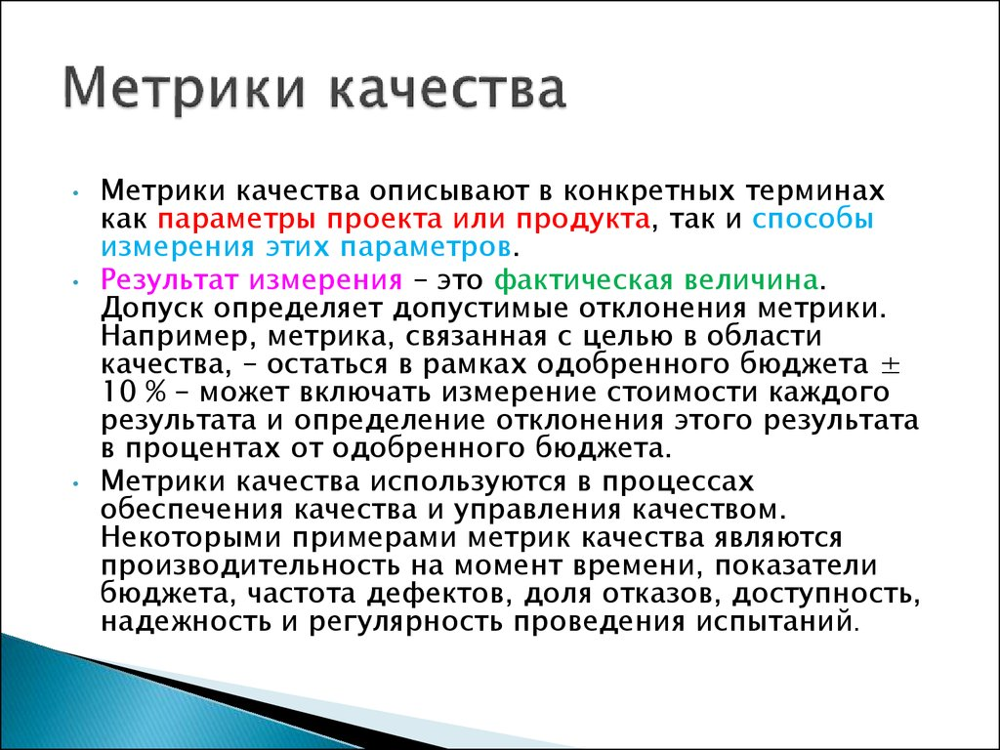 Метрики качества
• Метрики качества описывают в конкретных терминах
как параметры проекта или продукта, так и способы
измерения этих параметров.
• Результат измерения – это фактическая величина.
Допуск определяет допустимые отклонения метрики.
Например, метрика, связанная с целью в области
качества, – остаться в рамках одобренного бюджета ±
10 % – может включать измерение стоимости каждого
результата и определение отклонения этого результата
в процентах от одобренного бюджета.
• Метрики качества используются в процессах
обеспечения качества и управления качеством.
Некоторыми примерами метрик качества являются
производительность на момент времени, показатели
бюджета, частота дефектов, доля отказов, доступность,
надежность и регулярность проведения испытаний.